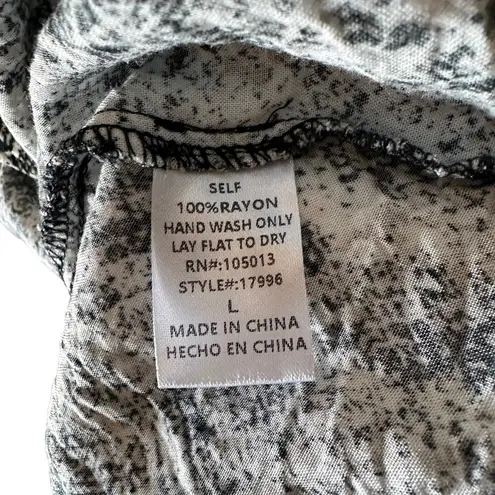 SELF
100%RAYON
HAND WASH ONLY
LAY FLAT TO DRY
RN#:105013
STYLE#:17996
L
MADE IN CHINA
HECHO EN CHINA